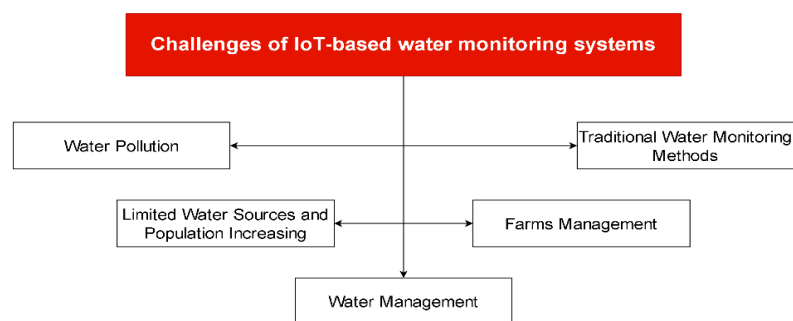 Challenges of IoT-based water monitoring systems
Water Pollution
Traditional Water Monitoring
Methods
Limited Water Sources and
Population Increasing
Farms Management
Water Management